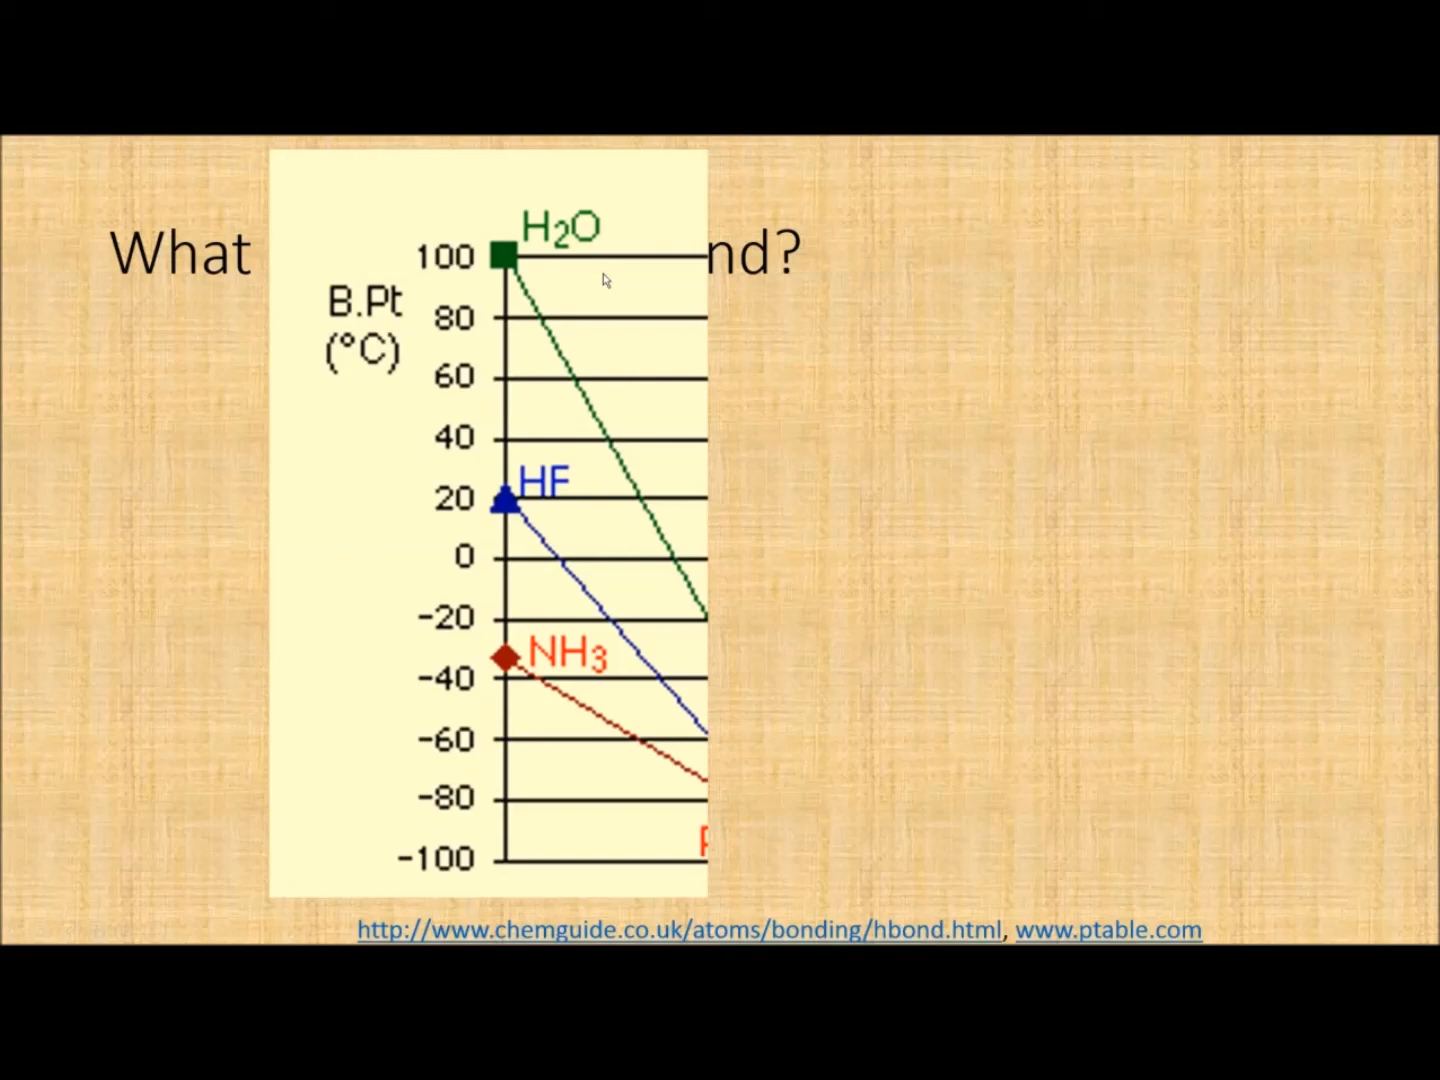 What
nd?
H₂O
100
B.Pt
(°C)
80
60
40
HF
20
0
-20
NH₃
-40
-60
-80
-100
http://www.chemguide.co.uk/atoms/bonding/hbond.html, www.ptable.com